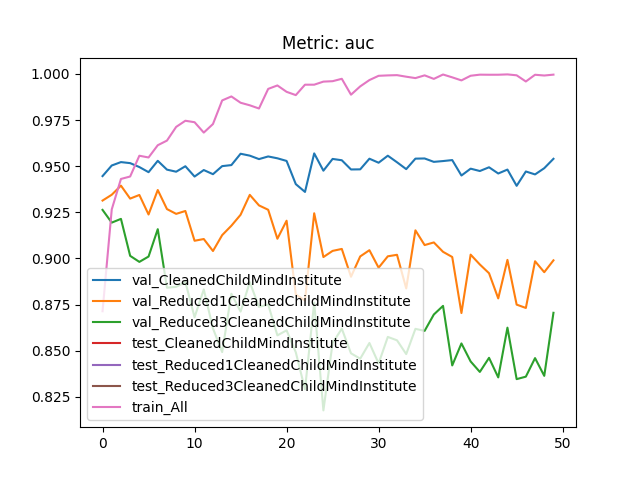 Metric: auc
1.000
0.975
0.950
0.925
0.900
0.875
0.850
0.825
val_CleanedChildMindInstitute
val_Reduced1CleanedChildMindInstitute
val_Reduced3CleanedChildMindInstitute
test_CleanedChildMindInstitute
test_Reduced1CleanedChildMindInstitute
test_Reduced3CleanedChildMindInstitute
train_All
0 10 20 30 40 50